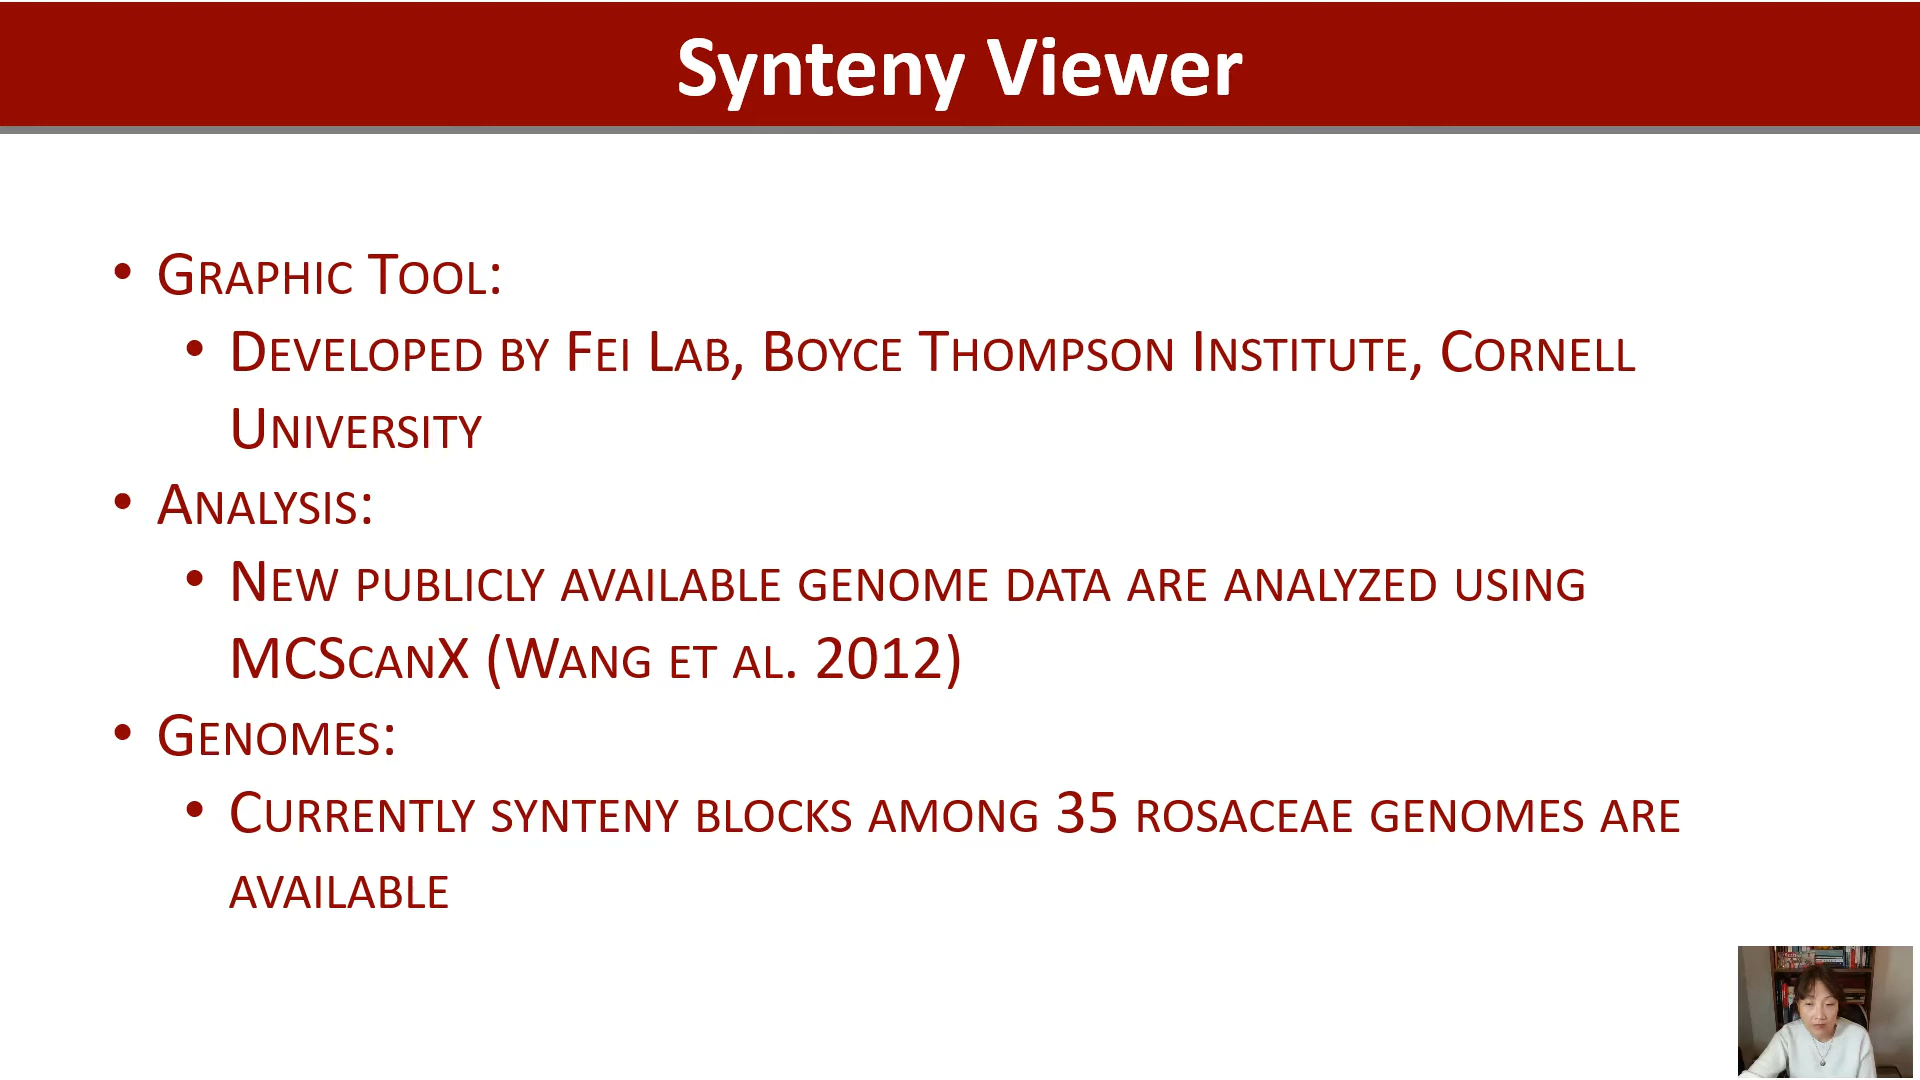 Synteny Viewer
• Graphic Tool:
• Developed by Fei Lab, Boyce Thompson Institute, Cornell
University
• Analysis:
• New publicly available genome data are analyzed using
MCScanX (Wang et al. 2012)
• Genomes:
• Currently synteny blocks among 35 rosaceae genomes are
available